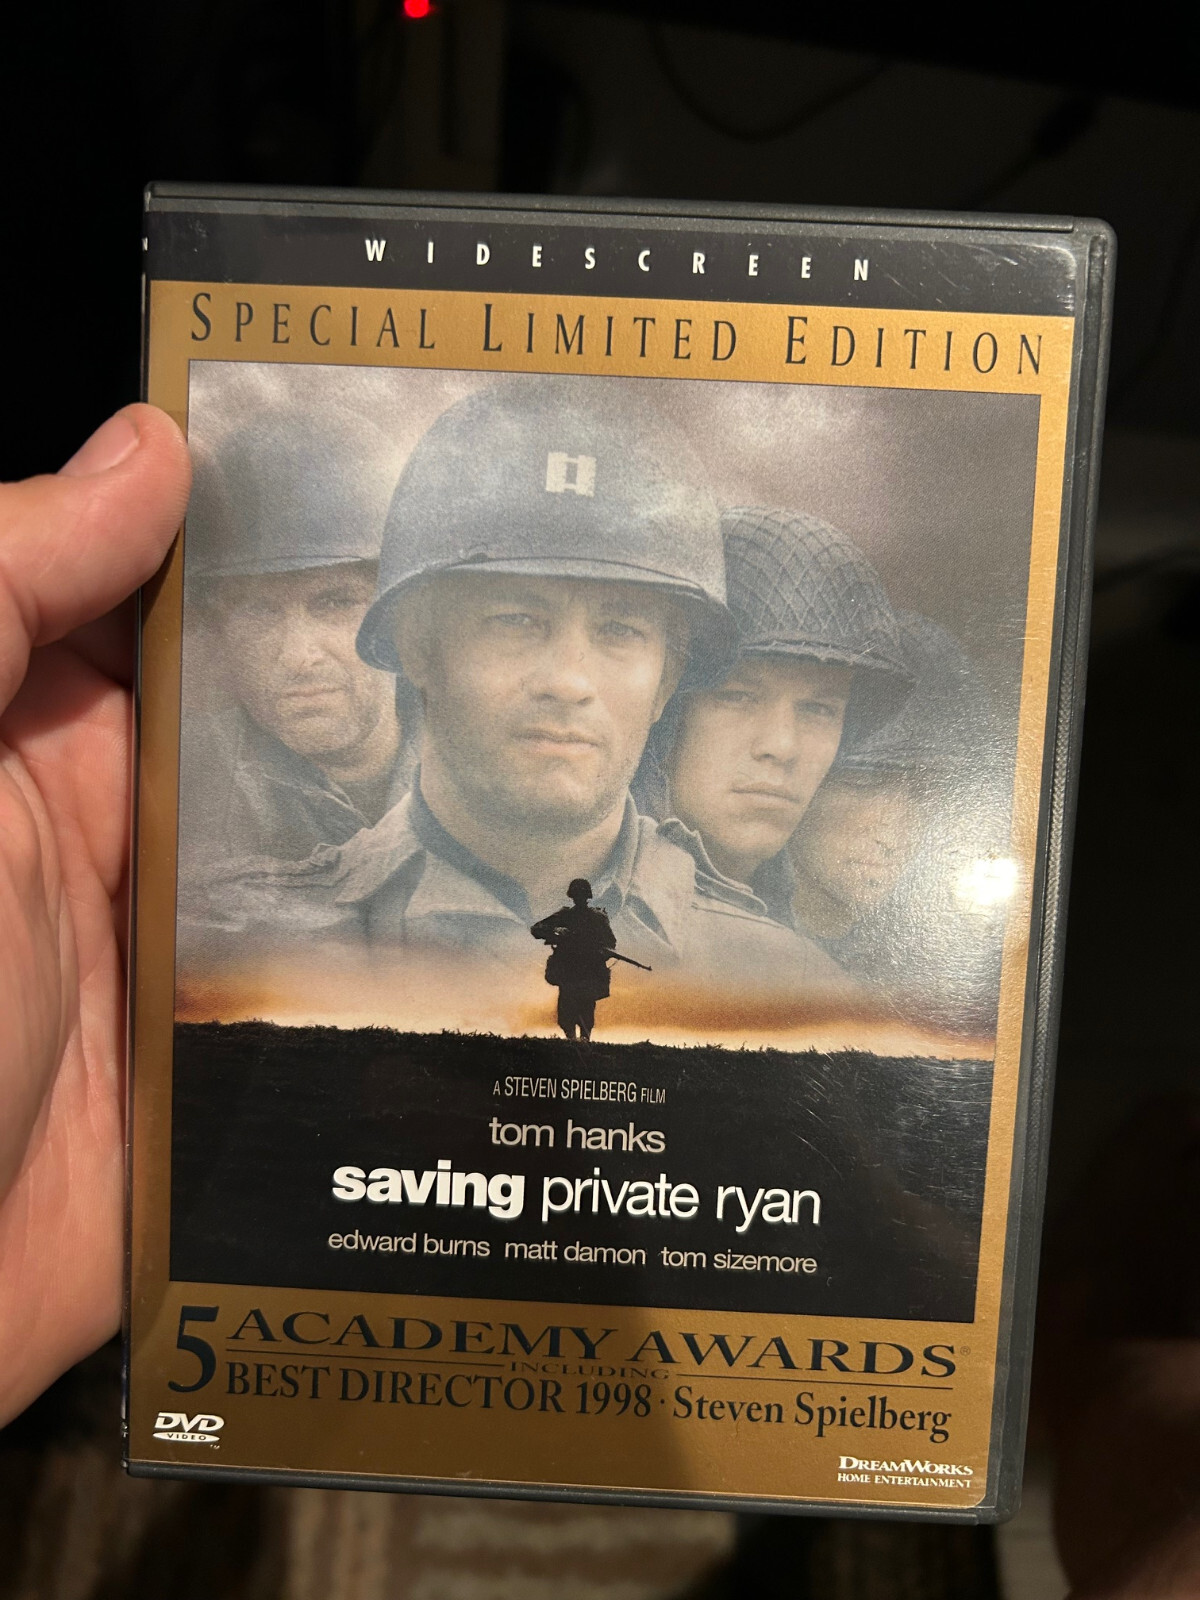 WIDESCREEN
SPECIAL LIMITED EDITION
A STEVEN SPIELBERG FILM
tom hanks
saving private ryan
edward burns matt damon tom sizemore
5 ACADEMY AWARDS®
INCLUDING
BEST DIRECTOR 1998 · Steven Spielberg
DVD
VIDEO™
DREAMWORKS
HOME ENTERTAINMENT